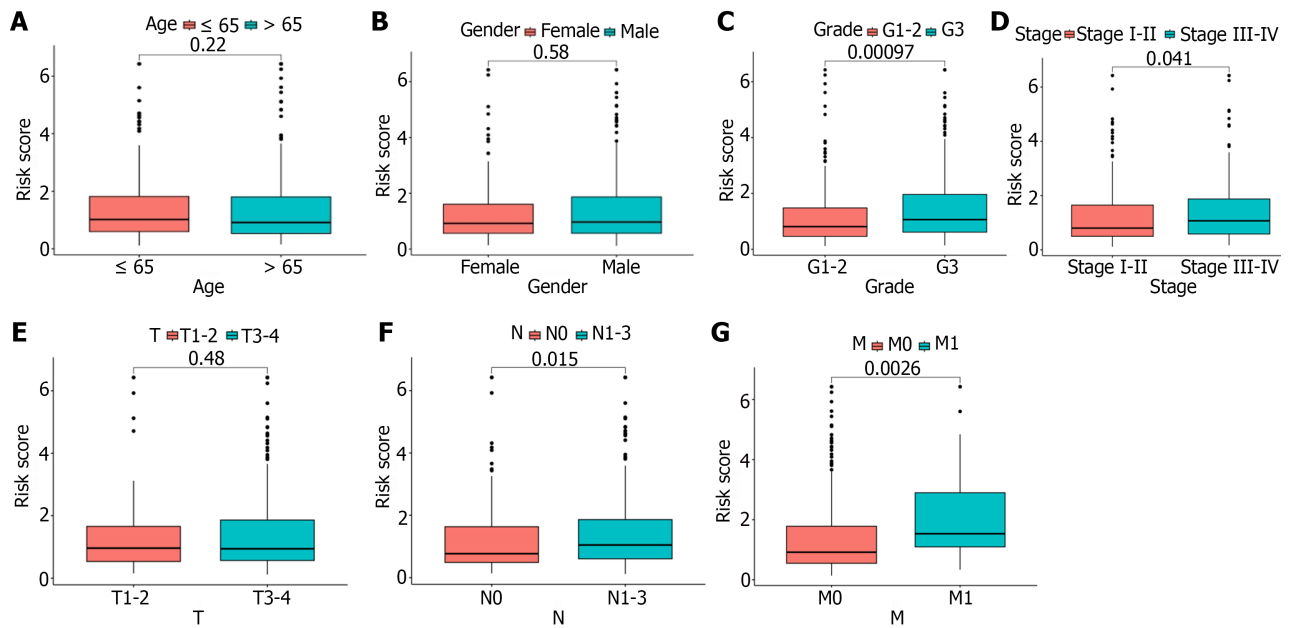 A
Age ≤ 65 > 65
0.22
Risk score
6
4
2
0
≤ 65 > 65
Age
B
Gender Female Male
0.58
Risk score
6
4
2
0
Female Male
Gender
C
Grade G1-2 G3
0.00097
Risk score
6
4
2
0
G1-2 G3
Grade
D
Stage Stage I-II Stage III-IV
0.041
Risk score
6
4
2
0
Stage I-II Stage III-IV
Stage
E
T T1-2 T3-4
0.48
Risk score
6
4
2
0
T1-2 T3-4
T
F
N N0 N1-3
0.015
Risk score
6
4
2
0
N0 N1-3
N
G
M M0 M1
0.0026
Risk score
6
4
2
0
M0 M1
M